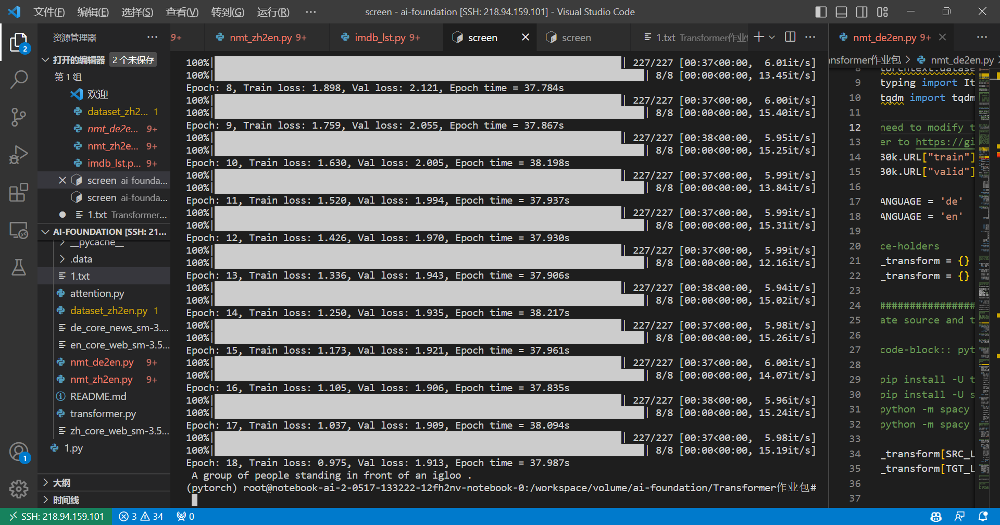 文件(F) 编辑(E) 选择(S) 查看(V) 转到(G) 运行(R) ···
screen - ai-foundation [SSH: 218.94.159.101] - Visual Studio Code
资源管理器
打开的编辑器 2 个未保存
第 1 组
欢迎
dataset_zh2... 1
nmt_de2e... 9+
nmt_zh2e... 9+
imdb_lst.p... 9+
screen ai-founda...
screen ai-founda...
1.txt Transformer...
AI-FOUNDATION [SSH: 21...
__pycache__
.data
1.txt
attention.py
dataset_zh2en.py 1
de_core_news_sm-3....
en_core_web_sm-3.5...
nmt_de2en.py 9+
nmt_zh2en.py 9+
README.md
transformer.py
zh_core_web_sm-3.5...
1.py
大纲
时间线
9+ nmt_zh2en.py 9+ imdb_lst.py 9+ screen screen 1.txt Transformer作业
100%| | 227/227 [00:37<00:00, 6.01it/s]
100%| | 8/8 [00:00<00:00, 13.45it/s]
Epoch: 8, Train loss: 1.898, Val loss: 2.121, Epoch time = 37.784s
100%| | 227/227 [00:37<00:00, 6.00it/s]
100%| | 8/8 [00:00<00:00, 15.40it/s]
Epoch: 9, Train loss: 1.759, Val loss: 2.055, Epoch time = 37.867s
100%| | 227/227 [00:38<00:00, 5.95it/s]
100%| | 8/8 [00:00<00:00, 15.25it/s]
Epoch: 10, Train loss: 1.630, Val loss: 2.005, Epoch time = 38.198s
100%| | 227/227 [00:37<00:00, 5.99it/s]
100%| | 8/8 [00:00<00:00, 13.84it/s]
Epoch: 11, Train loss: 1.520, Val loss: 1.994, Epoch time = 37.937s
100%| | 227/227 [00:37<00:00, 5.99it/s]
100%| | 8/8 [00:00<00:00, 15.31it/s]
Epoch: 12, Train loss: 1.426, Val loss: 1.970, Epoch time = 37.930s
100%| | 227/227 [00:37<00:00, 5.99it/s]
100%| | 8/8 [00:00<00:00, 12.16it/s]
Epoch: 13, Train loss: 1.336, Val loss: 1.943, Epoch time = 37.906s
100%| | 227/227 [00:38<00:00, 5.94it/s]
100%| | 8/8 [00:00<00:00, 15.02it/s]
Epoch: 14, Train loss: 1.250, Val loss: 1.935, Epoch time = 38.217s
100%| | 227/227 [00:37<00:00, 5.98it/s]
100%| | 8/8 [00:00<00:00, 15.26it/s]
Epoch: 15, Train loss: 1.173, Val loss: 1.921, Epoch time = 37.961s
100%| | 227/227 [00:37<00:00, 6.00it/s]
100%| | 8/8 [00:00<00:00, 14.07it/s]
Epoch: 16, Train loss: 1.105, Val loss: 1.906, Epoch time = 37.835s
100%| | 227/227 [00:38<00:00, 5.96it/s]
100%| | 8/8 [00:00<00:00, 15.24it/s]
Epoch: 17, Train loss: 1.037, Val loss: 1.909, Epoch time = 38.094s
100%| | 227/227 [00:37<00:00, 5.98it/s]
100%| | 8/8 [00:00<00:00, 15.19it/s]
Epoch: 18, Train loss: 0.975, Val loss: 1.913, Epoch time = 37.987s
A group of people standing in front of an igloo .
(pytorch) root@notebook-ai-2-0517-133222-12fh2nv-notebook-0:/workspace/volume/ai-foundation/Transformer作业包#
nmt_de2en.py 9+
nsformer作业包 > nmt_de2en.py >
8 orchtext.datase
9 typing import It
10 tqdm import tqdm
11
12 need to modify t
13 er to https://gi
14 30k.URL["train"]
15 30k.URL["valid"]
16
17 ANGUAGE = 'de'
18 ANGUAGE = 'en'
19
20 ce-holders
21 _transform = {}
22 _transform = {}
23
24 ################
25 ate source and t
26
27 code-block:: pyt
28
29 pip install -U t
30 pip install -U s
31 python -m spacy
32 python -m spacy
33
34 _transform[SRC_L
35 _transform[TGT_L
36
37
2
1
SSH: 218.94.159.101 3 34 0